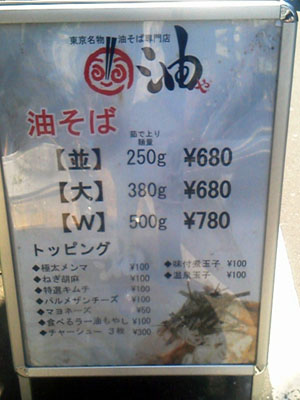 東京名物 油そば専門店
油
油そば
茹で上り
麺量
【並】 250g ¥680
【大】 380g ¥680
【W】 500g ¥780
トッピング
◆極太メンマ ¥100
◆ねぎ胡麻 ¥100
◆特選キムチ ¥100
◆パルメザンチーズ ¥100
◆マヨネーズ ¥50
◆食べるラー油もやし ¥100
◆チャーシュー 3枚 ¥300
◆味付煮玉子 ¥100
◆温泉玉子 ¥100